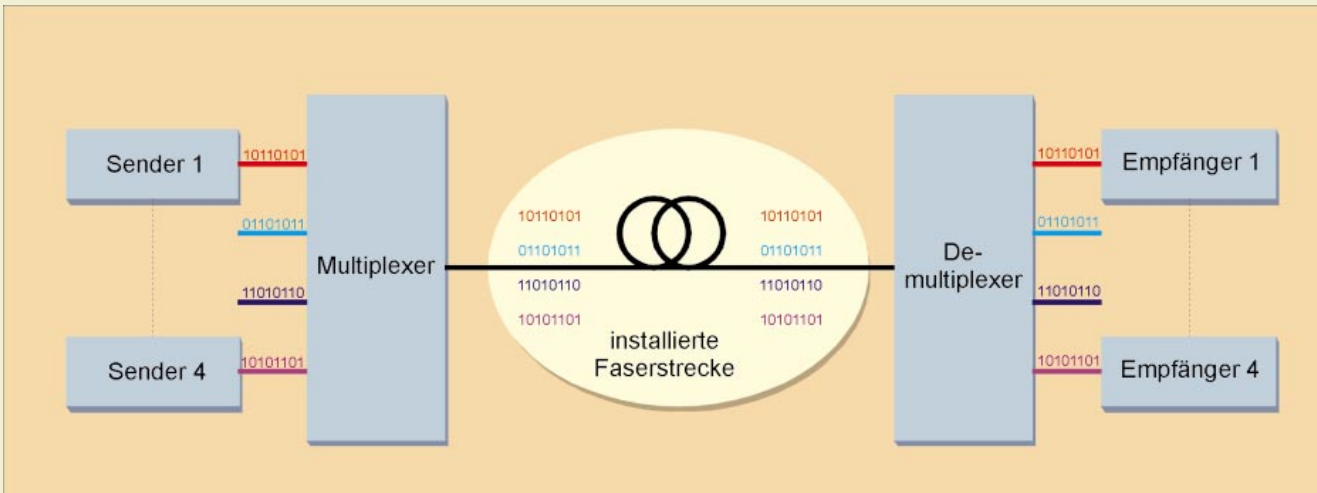 Sender 1
10110101
01101011
11010110
Sender 4
10101101
Multiplexer
10110101
01101011
11010110
10101101
10110101
01101011
11010110
10101101
installierte
Faserstrecke
De-
multiplexer
10110101
Empfänger 1
01101011
11010110
10101101
Empfänger 4